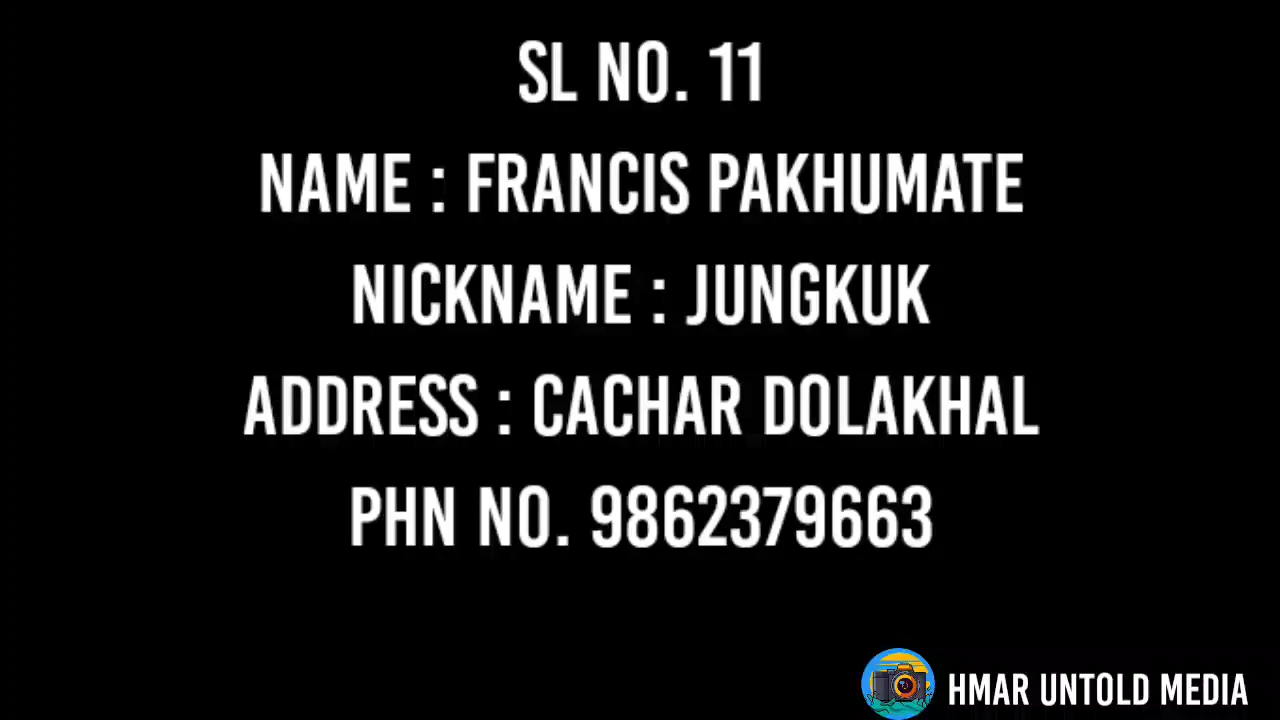 SL NO. 11
NAME : FRANCIS PAKHUMATE
NICKNAME : JUNGKUK
ADDRESS : CACHAR DOLAKHAL
PHN NO. 9862379663
HMAR UNTOLD MEDIA